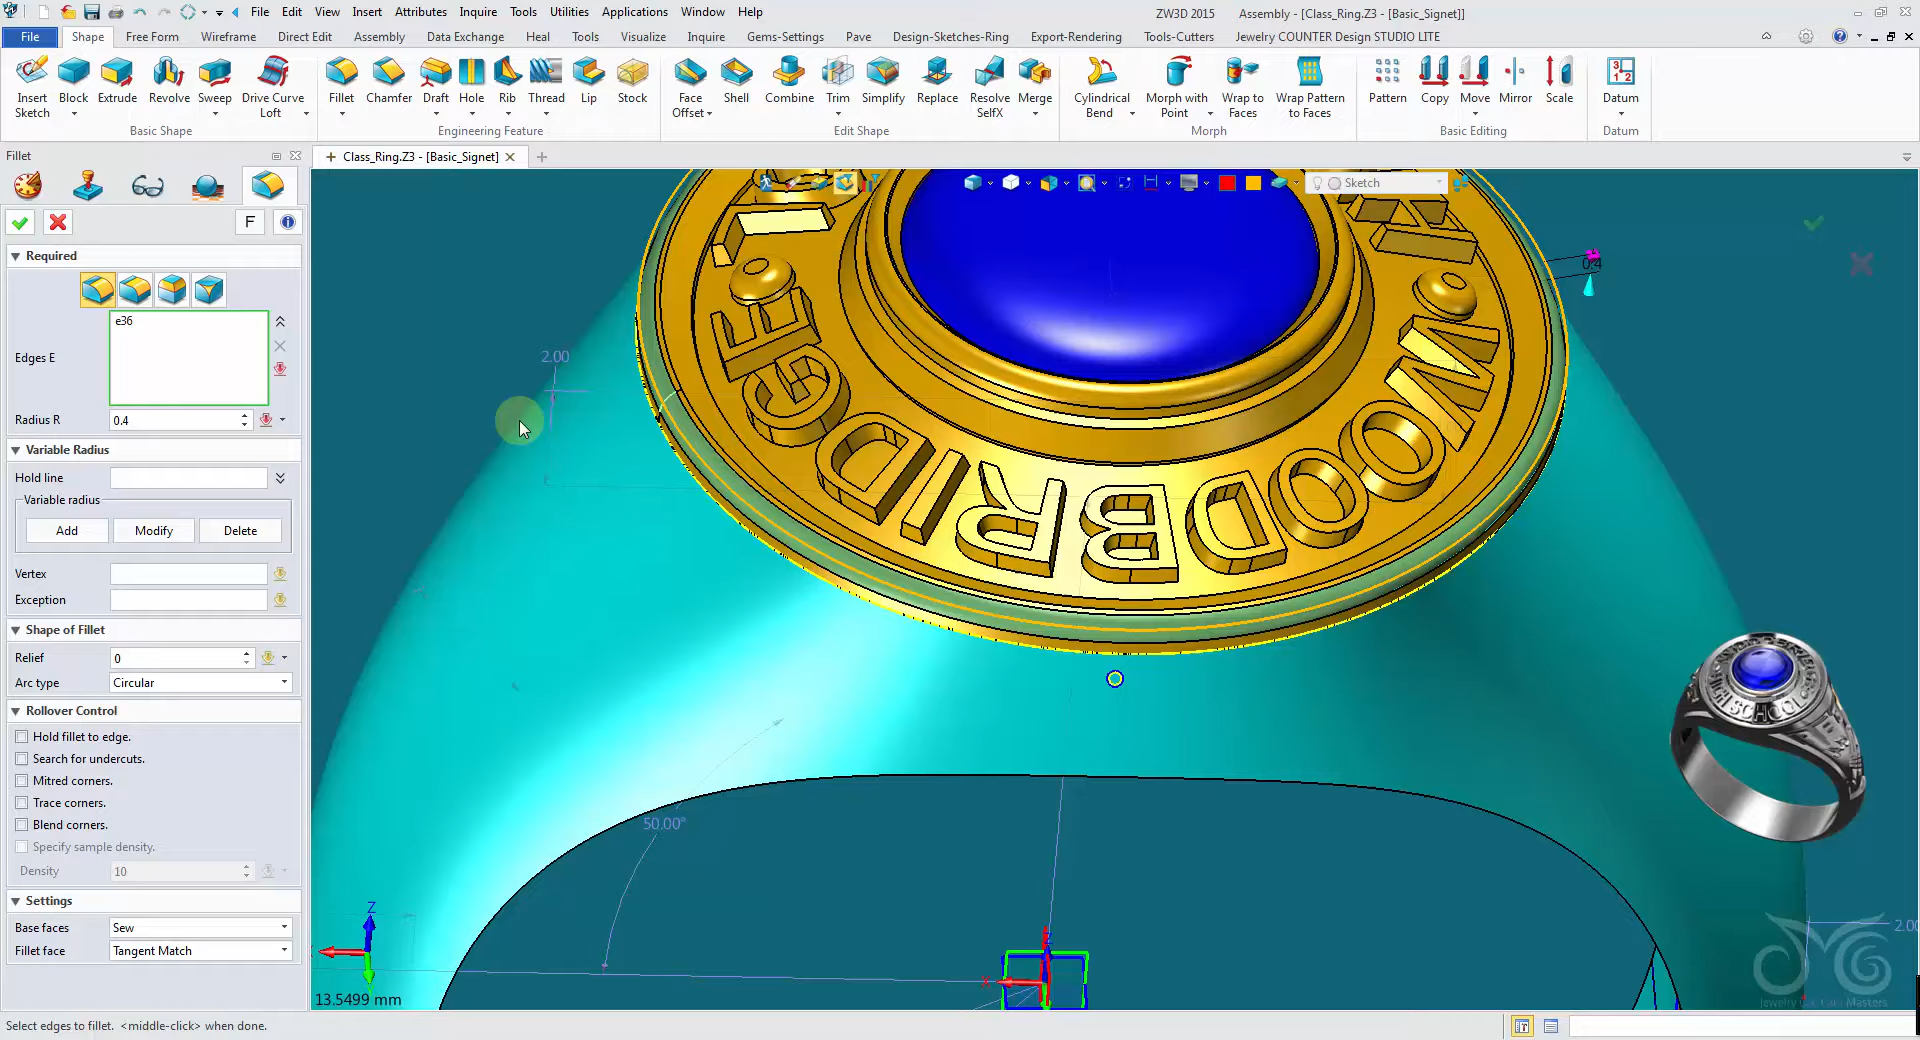 File Edit View Insert Attributes Inquire Tools Utilities Applications Window Help
ZW3D 2015 Assembly - [Class_Ring.Z3 - [Basic_Signet]]
File Shape Free Form Wireframe Direct Edit Assembly Data Exchange Heal Tools Visualize Inquire Gems-Settings Pave Design-Sketches-Ring Export-Rendering Tools-Cutters Jewelry COUNTER Design STUDIO LITE
Insert Sketch Block Extrude Revolve Sweep Drive Curve Loft Fillet Chamfer Draft Hole Rib Thread Lip Stock Face Offset Shell Combine Trim Simplify Replace Resolve SelfX Merge Cylindrical Bend Morph with Point Wrap to Faces Wrap Pattern to Faces Pattern Copy Move Mirror Scale Datum
Basic Shape Engineering Feature Edit Shape Morph Basic Editing Datum
Fillet
Class_Ring.Z3 - [Basic_Signet]
Sketch
F
Required
e36
Edges E
Radius R 0.4
Variable Radius
Hold line
Variable radius
Add Modify Delete
Vertex
Exception
Shape of Fillet
Relief 0
Arc type Circular
Rollover Control
Hold fillet to edge.
Search for undercuts.
Mitred corners.
Trace corners.
Blend corners.
Specify sample density.
Density 10
Settings
Base faces Sew
Fillet face Tangent Match
Select edges to fillet. <middle-click> when done.
0.4
2.00
WOODBRIDGE
50.00°
HIGH SCHOOL
2.00
Z
X
13.5499 mm